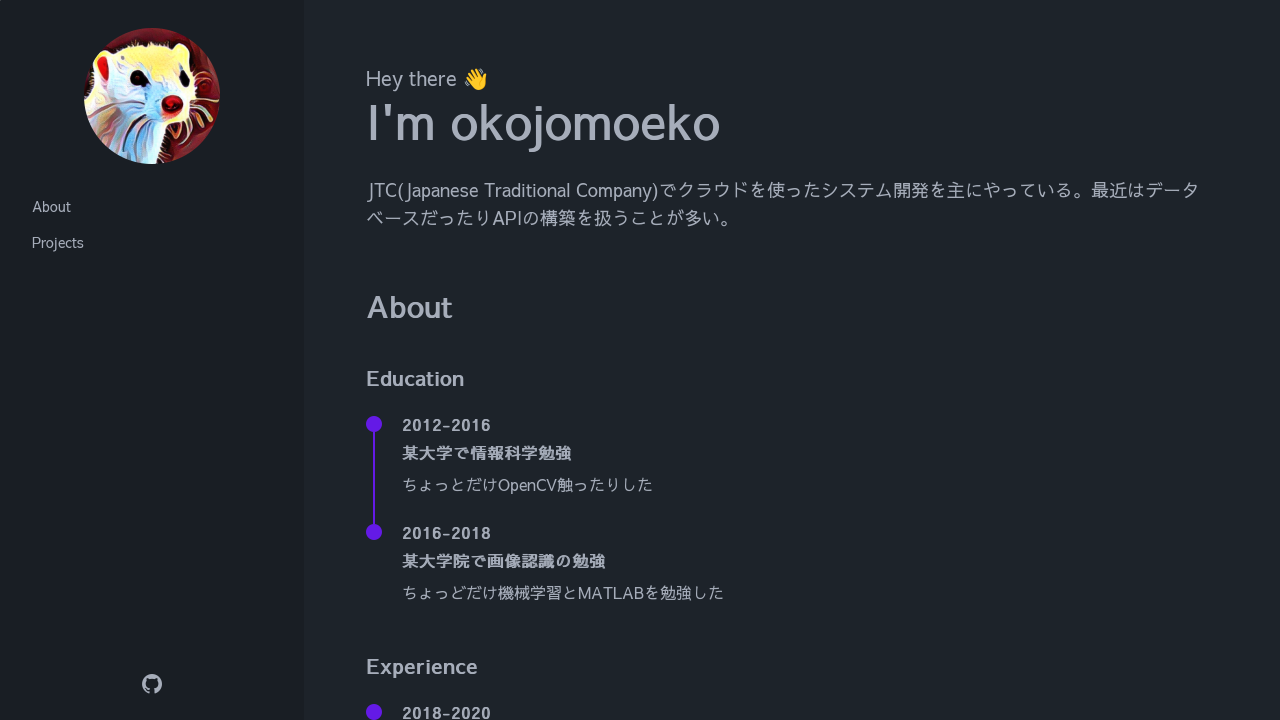 About
Projects
Hey there 👋
I'm okojomoeko
JTC(Japanese Traditional Company)でクラウドを使ったシステム開発を主にやっている。最近はデータ
ベースだったりAPIの構築を扱うことが多い。
About
Education
2012-2016
某大学で情報科学勉強
ちょっとだけOpenCV触ったりした
2016-2018
某大学院で画像認識の勉強
ちょっどだけ機械学習とMATLABを勉強した
Experience
2018-2020